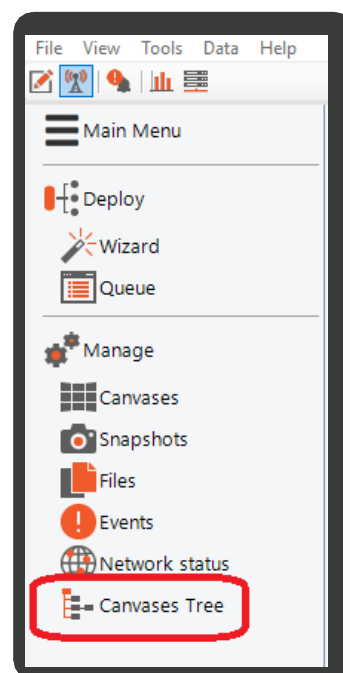 File View Tools Data Help
Main Menu
Deploy
Wizard
Queue
Manage
Canvases
Snapshots
Files
Events
Network status
Canvases Tree